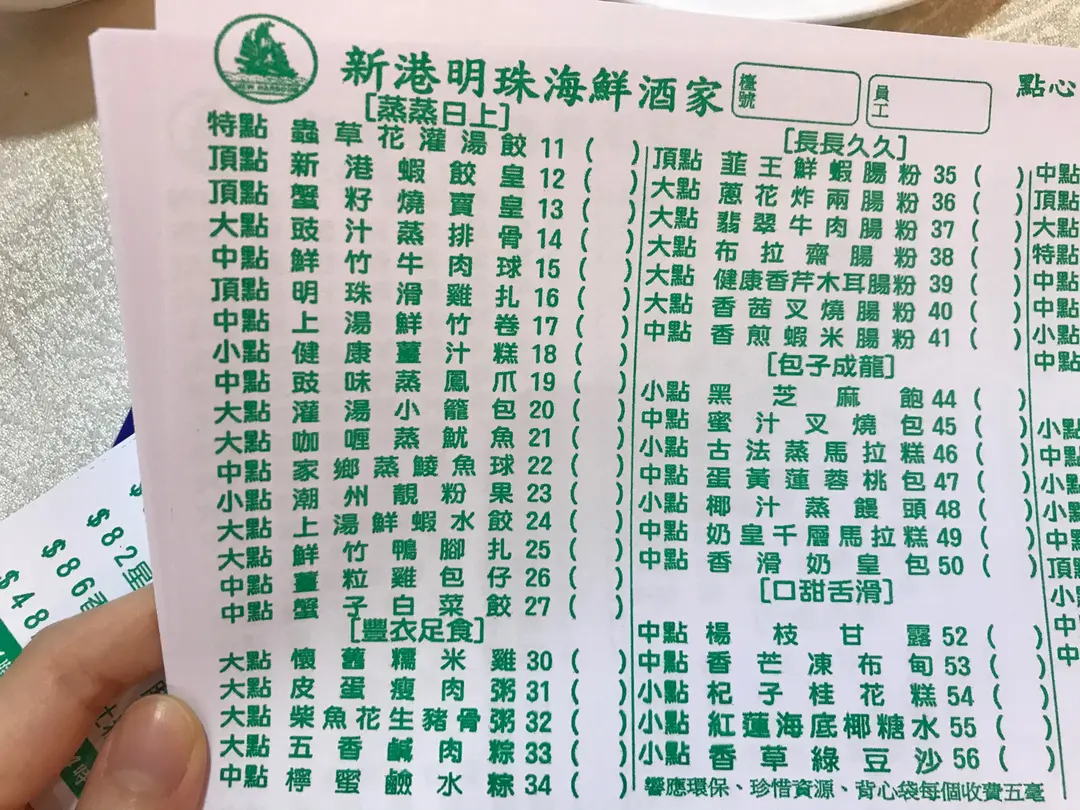 NEW HARBOR
新港明珠海鮮酒家
檯號
員工
點心
[蒸蒸日上]
特點 蟲草花灌湯餃 11 ( )
頂點 新港蝦餃皇 12 ( )
頂點 蟹籽燒賣皇 13 ( )
大點 豉汁蒸排骨 14 ( )
中點 鮮竹牛肉球 15 ( )
頂點 明珠滑雞扎 16 ( )
中點 上湯鮮竹卷 17 ( )
小點 健康薑汁糕 18 ( )
中點 豉味蒸鳳爪 19 ( )
大點 灌湯小籠包 20 ( )
大點 咖喱蒸魷魚 21 ( )
中點 家鄉蒸鯪魚球 22 ( )
小點 潮州靚粉果 23 ( )
大點 上湯鮮蝦水餃 24 ( )
大點 鮮竹鴨腳扎 25 ( )
中點 薑粒雞包仔 26 ( )
中點 蟹子白菜餃 27 ( )
[豐衣足食]
大點 懷舊糯米雞 30 ( )
大點 皮蛋瘦肉粥 31 ( )
大點 柴魚花生豬骨粥 32 ( )
大點 五香鹹肉粽 33 ( )
中點 檸蜜鹼水粽 34 ( )
[長長久久]
頂點 韮王鮮蝦腸粉 35 ( )
大點 蔥花炸兩腸粉 36 ( )
大點 翡翠牛肉腸粉 37 ( )
大點 布拉齋腸粉 38 ( )
大點 健康香芹木耳腸粉 39 ( )
大點 香茜叉燒腸粉 40 ( )
中點 香煎蝦米腸粉 41 ( )
[包子成龍]
小點 黑芝麻飽 44 ( )
中點 蜜汁叉燒包 45 ( )
小點 古法蒸馬拉糕 46 ( )
中點 蛋黃蓮蓉桃包 47 ( )
小點 椰汁蒸饅頭 48 ( )
中點 奶皇千層馬拉糕 49 ( )
中點 香滑奶皇包 50 ( )
[口甜舌滑]
中點 楊枝甘露 52 ( )
中點 香芒凍布甸 53 ( )
小點 杞子桂花糕 54 ( )
小點 紅蓮海底椰糖水 55 ( )
小點 香草綠豆沙 56 ( )
響應環保、珍惜資源、背心袋每個收費五毫
中點
頂點
大點
特點
中點
中點
小點
中點
小點
中點
小點
小點
中點
頂點
小
中
中
$8.2
$86
$48